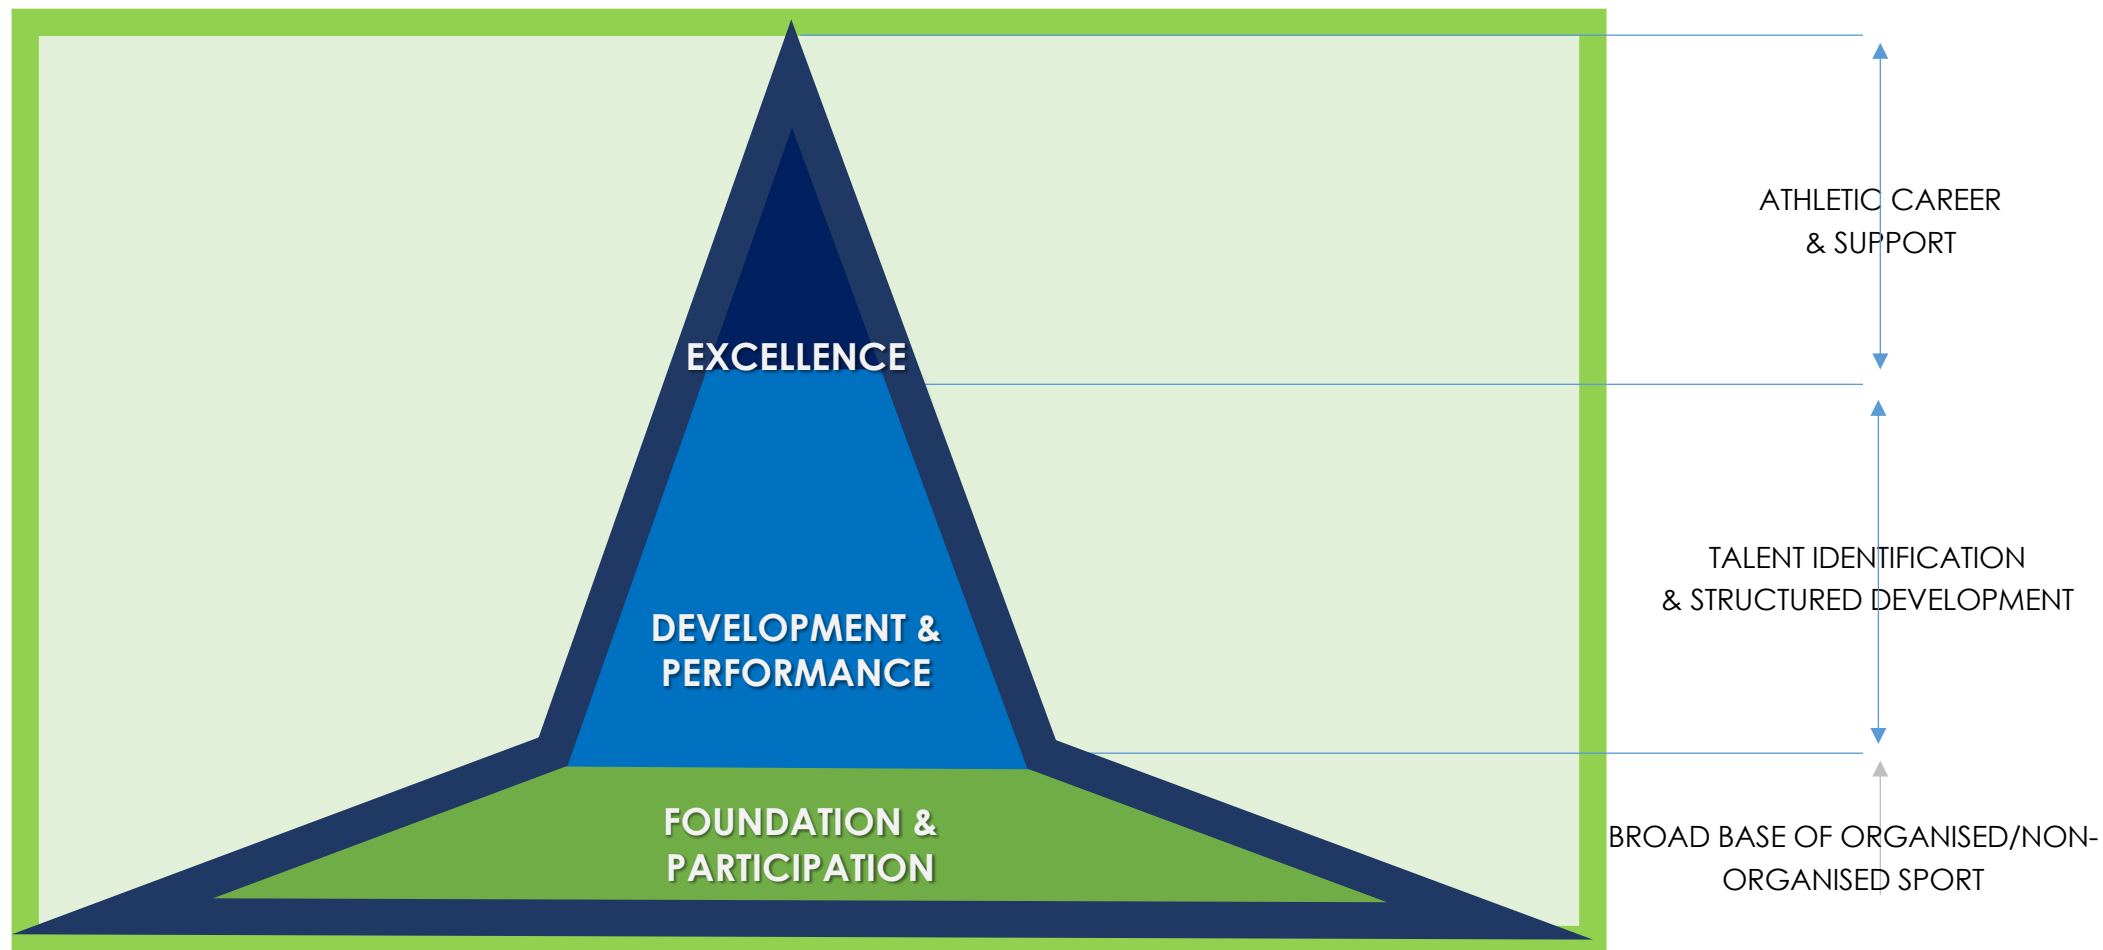 ATHLETIC CAREER
& SUPPORT
EXCELLENCE
TALENT IDENTIFICATION
& STRUCTURED DEVELOPMENT
DEVELOPMENT &
PERFORMANCE
FOUNDATION &
PARTICIPATION
BROAD BASE OF ORGANISED/NON-
ORGANISED SPORT